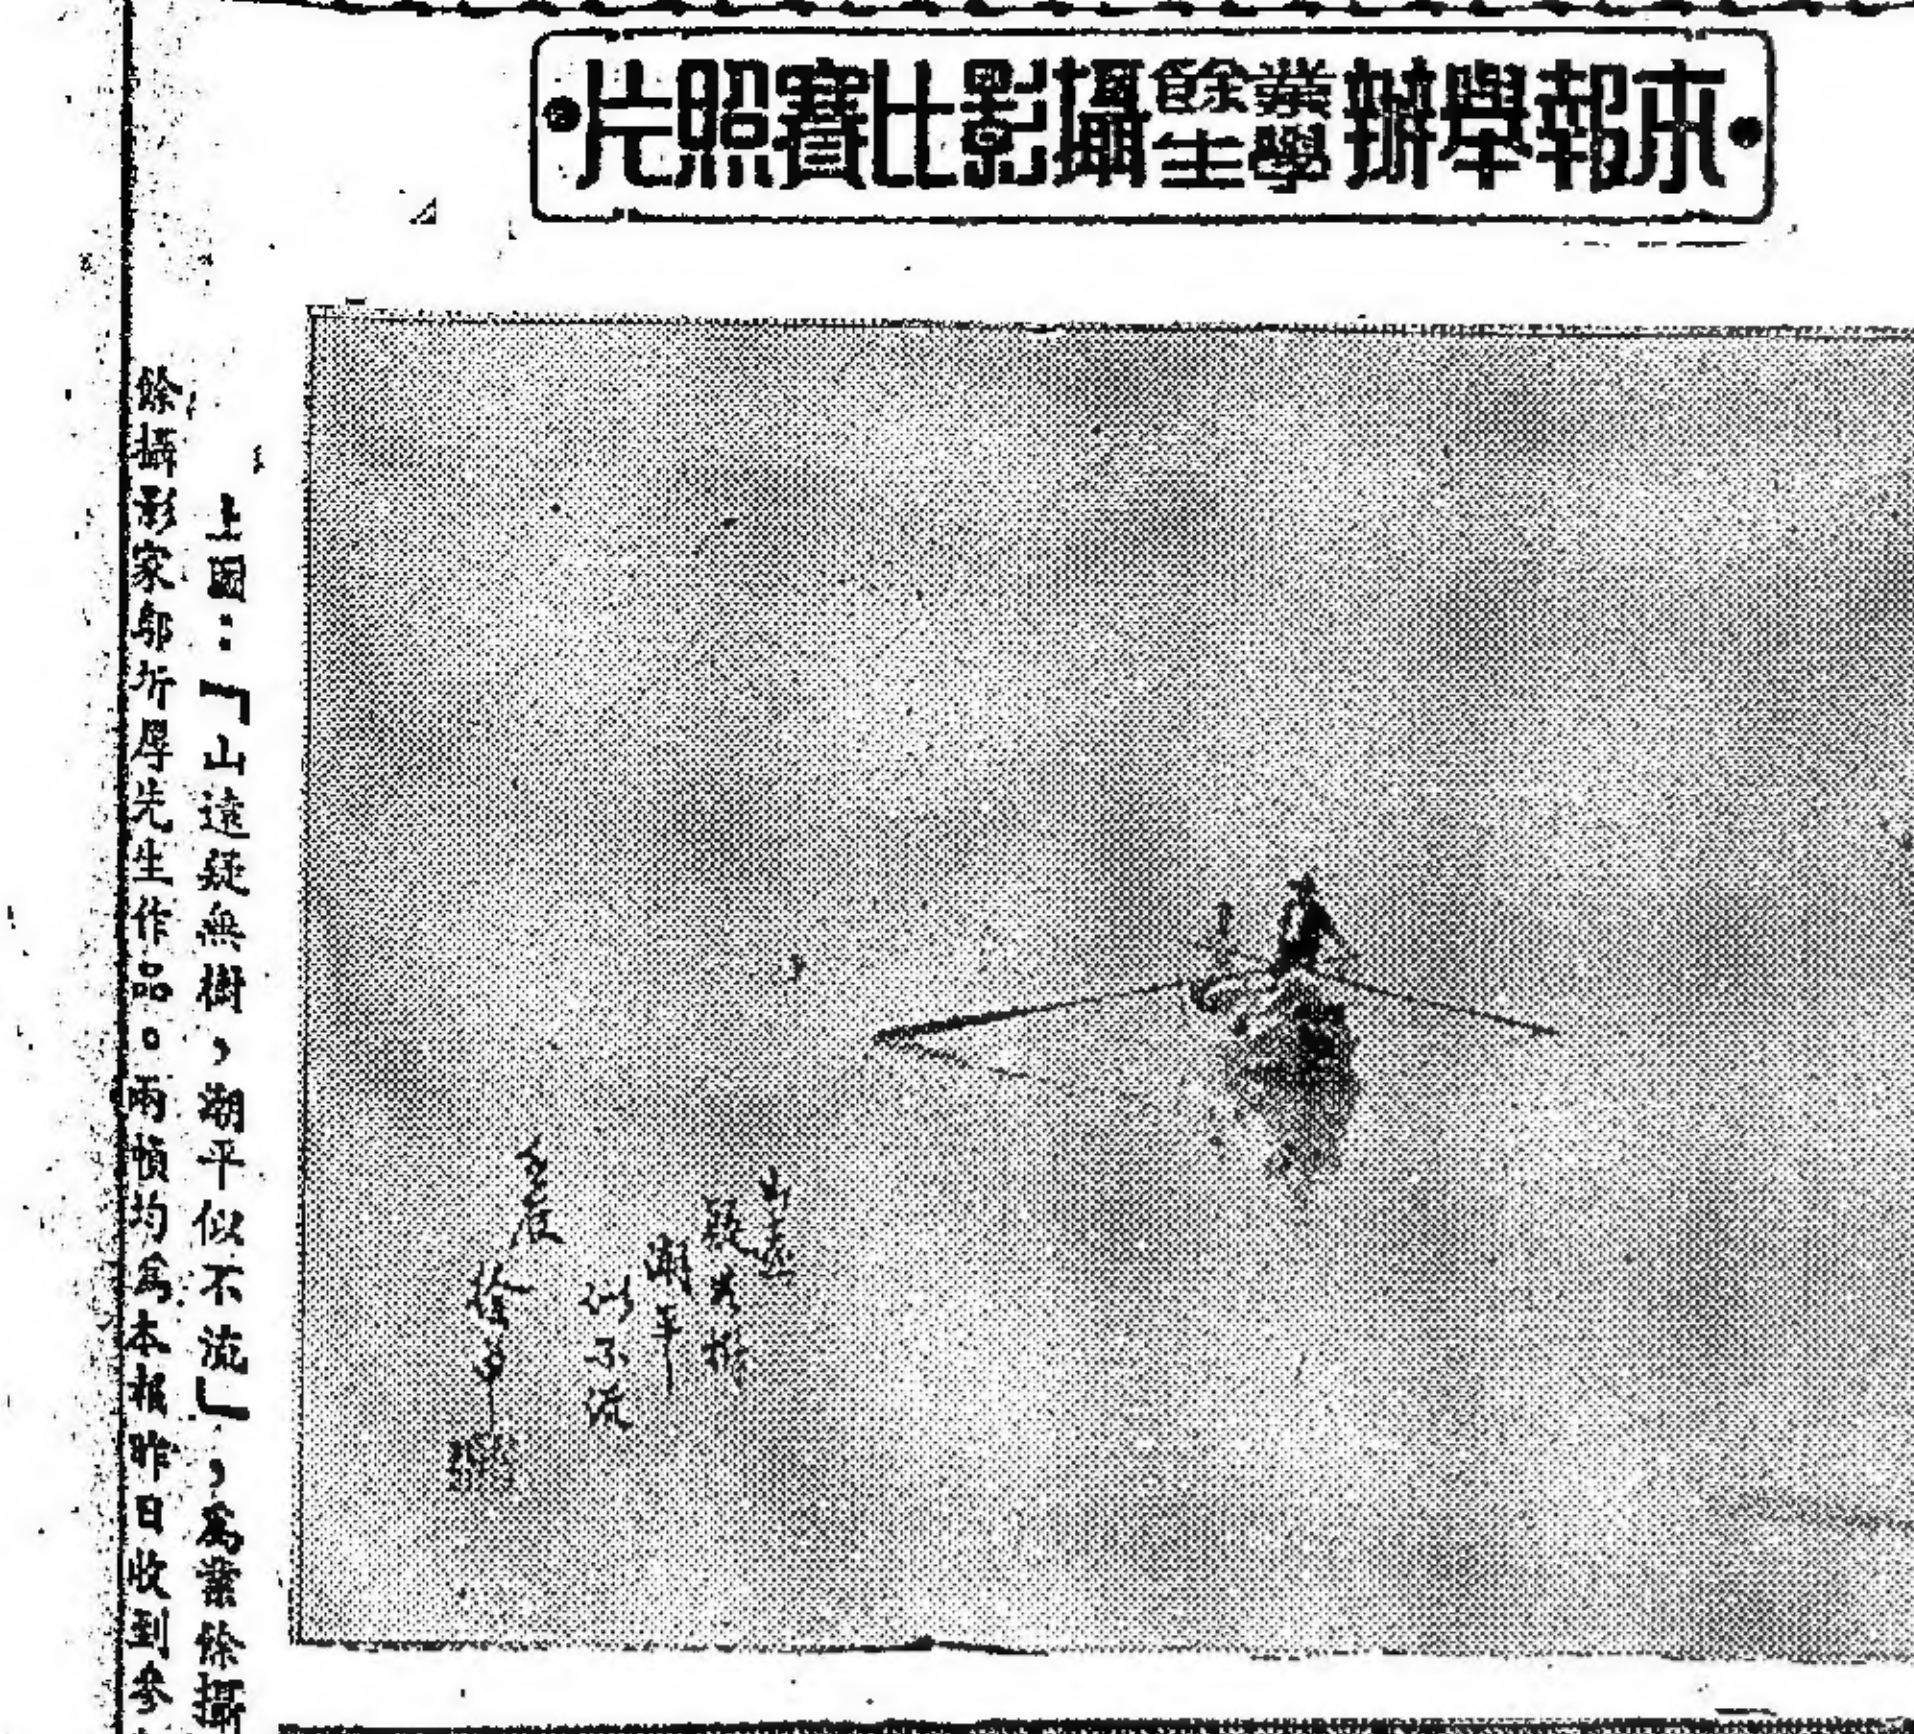 本報舉辦業餘學生攝影比賽照片
上圖：「山遠疑無樹，潮平似不流」，爲業餘攝
餘攝影家鄔圻厚先生作品。兩幀均爲本報昨日收到參
山遠
疑無樹
潮平
似不流